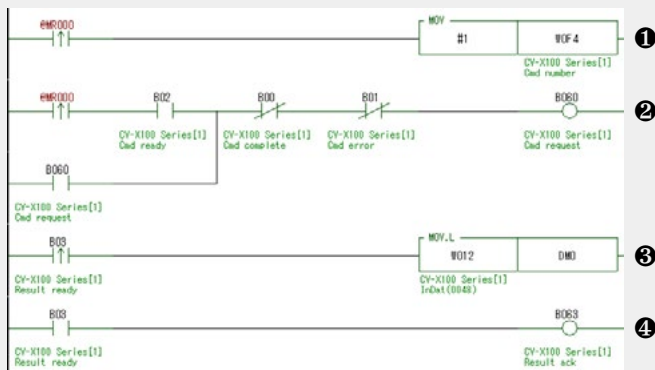 @MR000
MOV
#1
W0F4
❶
CV-X100 Series[1]
Cmd number
@MR000
B02
B00
B01
B060
❷
CV-X100 Series[1]
Cmd ready
CV-X100 Series[1]
Cmd complete
CV-X100 Series[1]
Cmd error
CV-X100 Series[1]
Cmd request
B060
CV-X100 Series[1]
Cmd request
B03
MOV.L
W012
DM0
❸
CV-X100 Series[1]
Result ready
CV-X100 Series[1]
InDat(0048)
B03
B063
❹
CV-X100 Series[1]
Result ready
CV-X100 Series[1]
Result ack